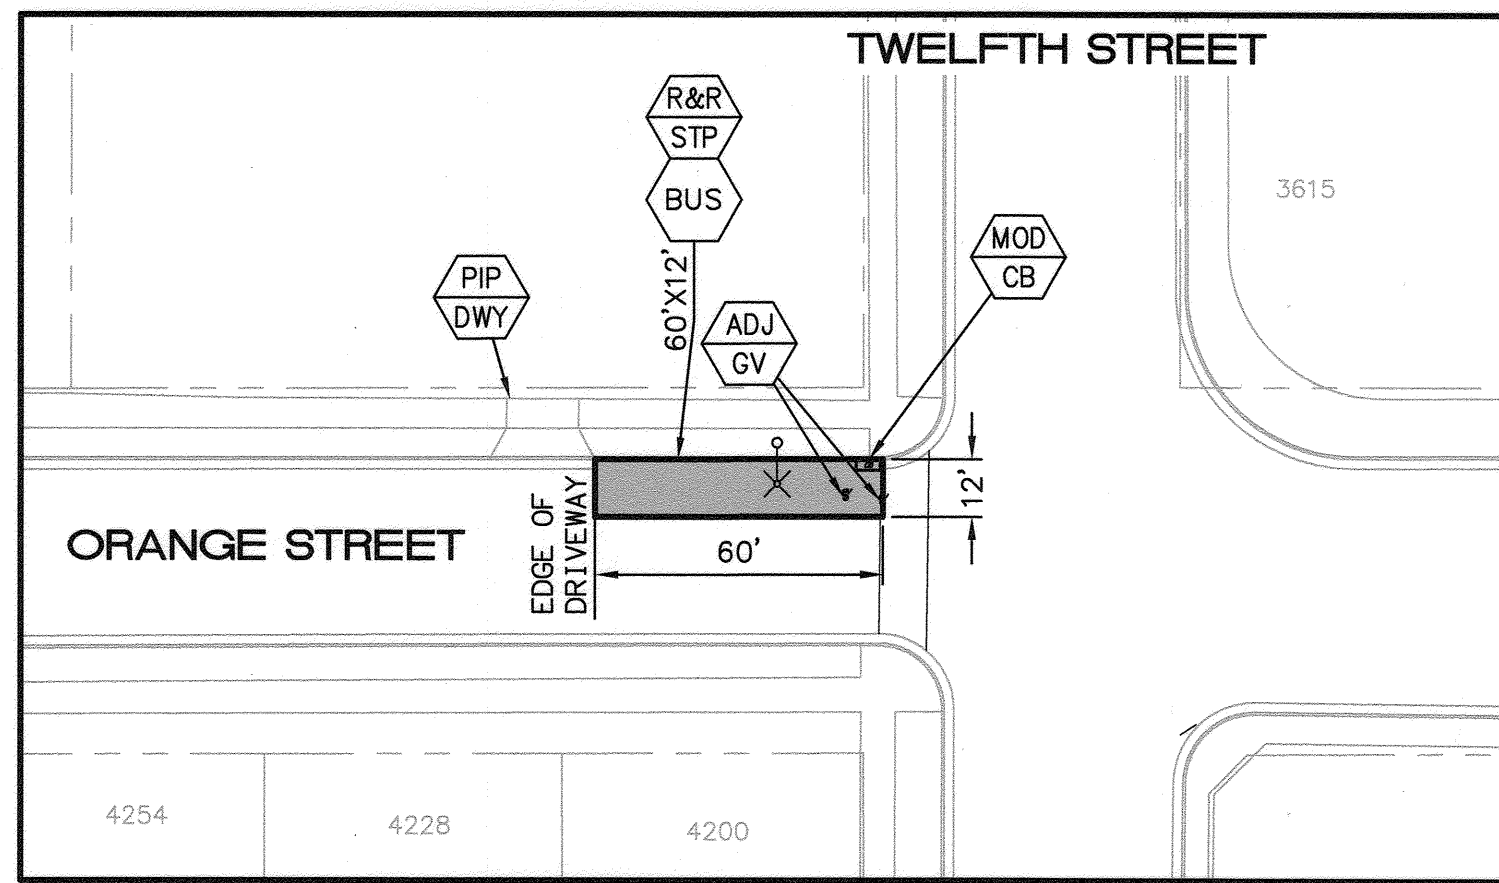 TWELFTH STREET
R&R
STP
BUS
3615
MOD
CB
PIP
DWY
60'X12'
ADJ
GV
12'
ORANGE STREET
EDGE OF
DRIVEWAY
60'
4254
4228
4200